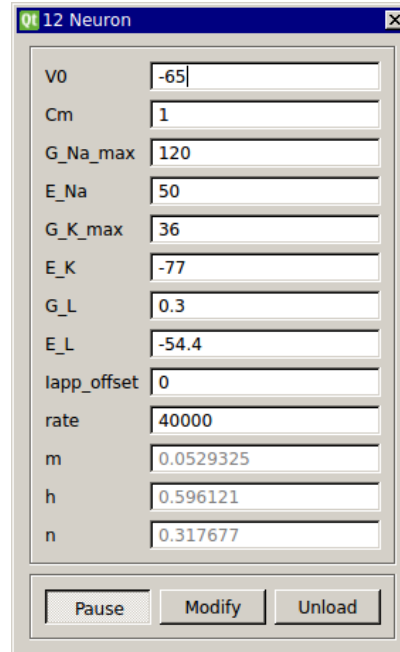 Qt 12 Neuron
V0 -65
Cm 1
G_Na_max 120
E_Na 50
G_K_max 36
E_K -77
G_L 0.3
E_L -54.4
Iapp_offset 0
rate 40000
m 0.0529325
h 0.596121
n 0.317677
Pause Modify Unload